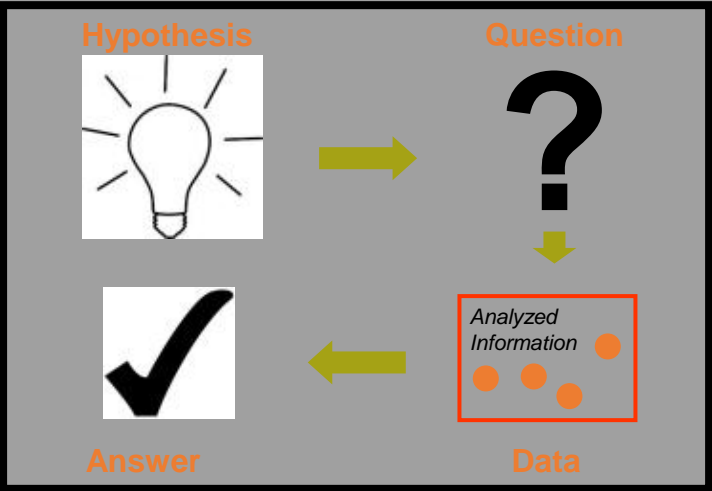 Hypothesis
Question
?
Analyzed
Information
Answer
Data